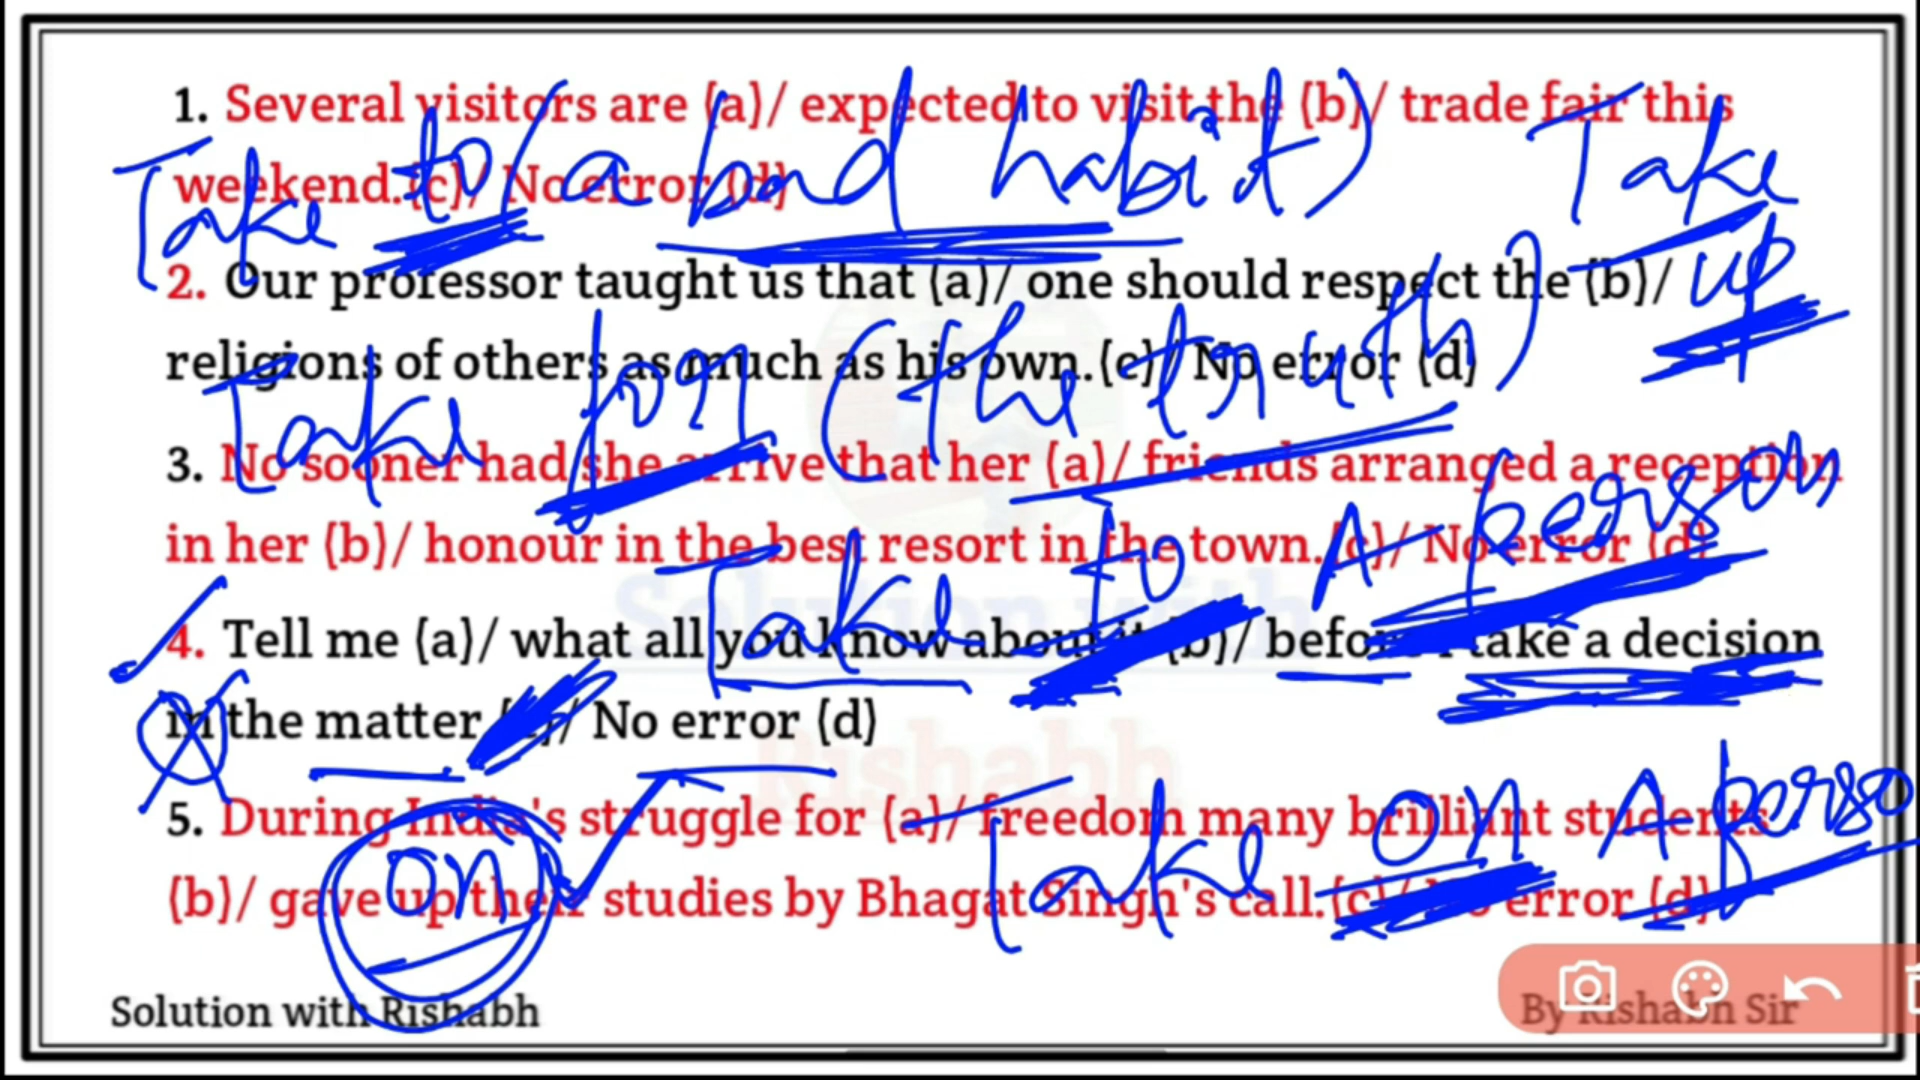 1. Several visitors are (a)/ expected to visit the (b)/ trade fair this
weekend.(c)/ No error (d)
Take to (a bad habit) Take
up
2. Our professor taught us that (a)/ one should respect the (b)/
religions of others as much as his own.(c)/ No error (d)
Take for (the truth)
3. No sooner had she arrive that her (a)/ friends arranged a reception
in her (b)/ honour in the best resort in the town.(c)/ No error (d)
Take to A person
4. Tell me (a)/ what all you know about it (b)/ before I take a decision
in the matter (c)/ No error (d)
5. During India's struggle for (a)/ freedom many brilliant students
(b)/ gave up their studies by Bhagat Singh's call.(c)/ No error (d)
on Take on A perso
Solution with Rishabh
By Rishabh Sir
Solution with
Rishabh